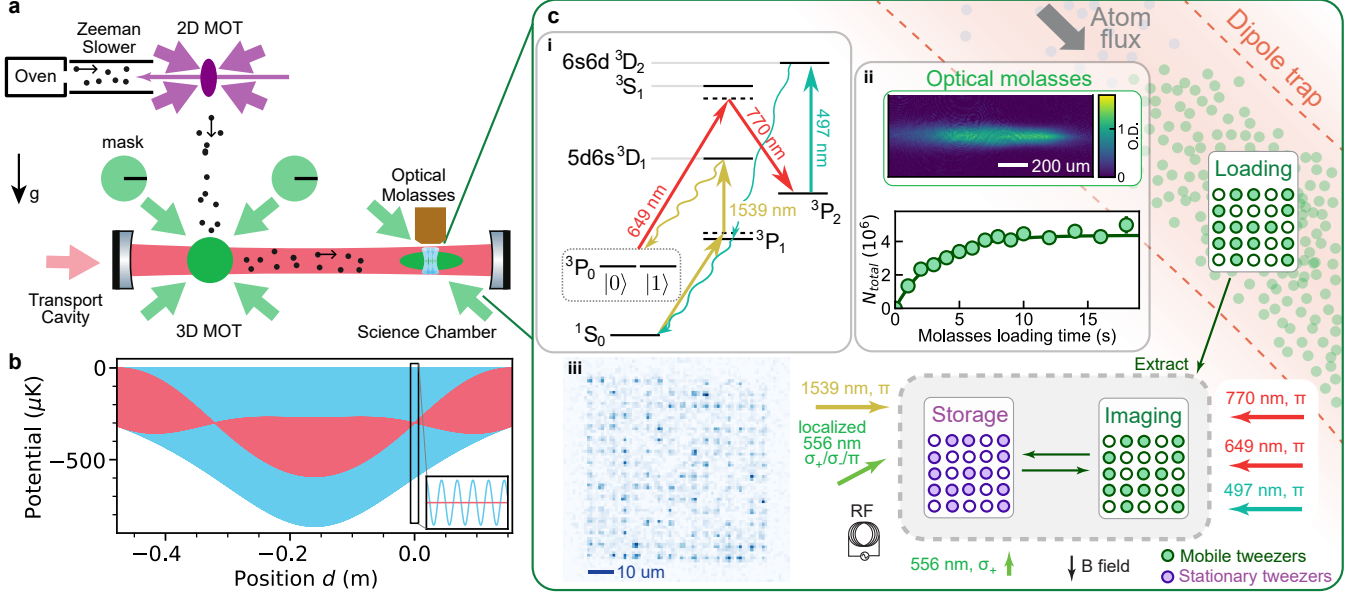 a
Zeeman
Slower
2D MOT
Oven
mask
g
Optical
Molasses
Transport
Cavity
3D MOT
Science Chamber
b
0
−500
Potential (μK)
−0.4
−0.2
0.0
Position d (m)
c
i
6s6d ³D₂
³S₁
5d6s ³D₁
649 nm
770 nm
497 nm
1539 nm
³P₂
³P₁
³P₀
|0⟩
|1⟩
¹S₀
ii
Optical molasses
200 um
1
0
O.D.
4
2
0
N_total (10⁶)
0
5
10
15
Molasses loading time (s)
Atom
flux
Dipole trap
Loading
Extract
iii
10 um
1539 nm, π
localized
556 nm
σ₊/σ₋/π
RF
Storage
Imaging
770 nm, π
649 nm, π
497 nm, π
556 nm, σ₊
B field
Mobile tweezers
Stationary tweezers